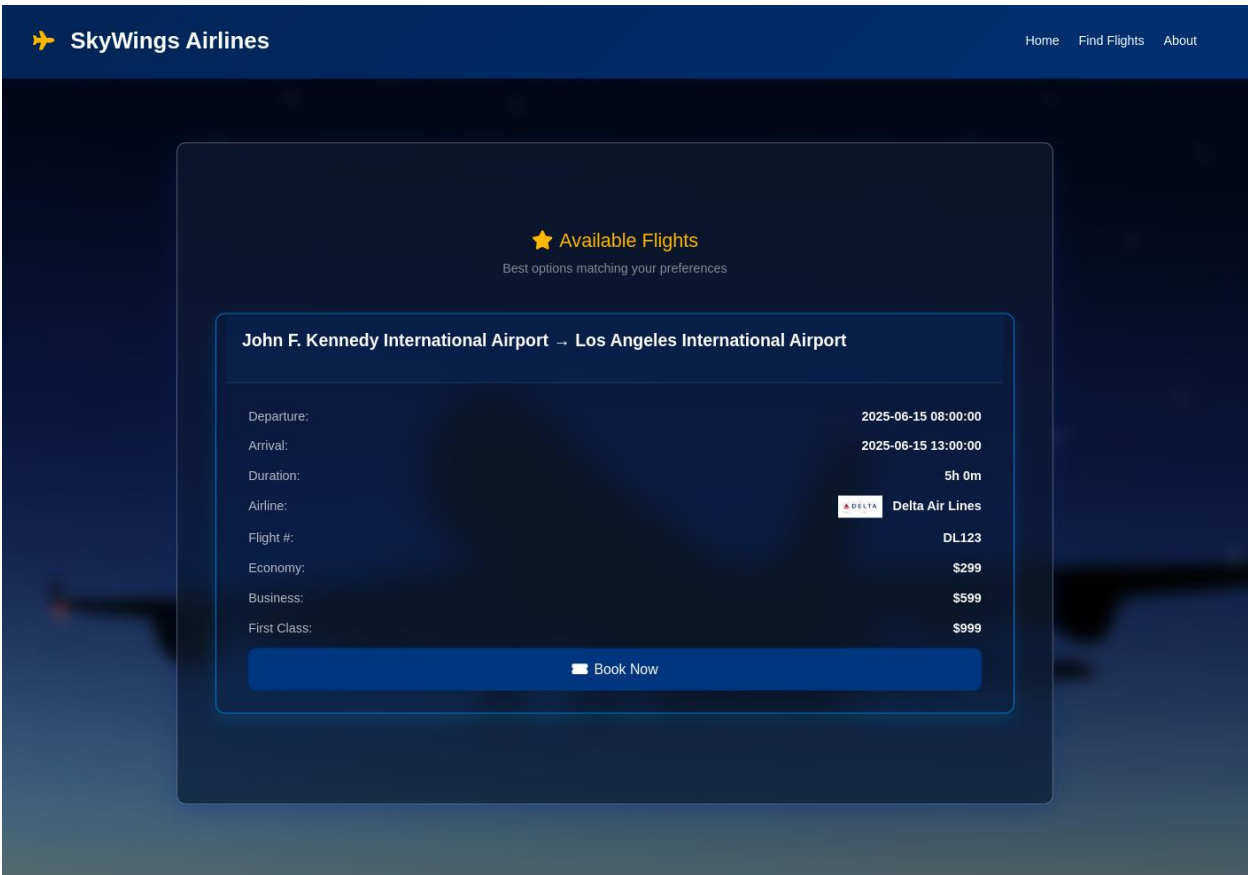 SkyWings Airlines
Home Find Flights About
Available Flights
Best options matching your preferences
John F. Kennedy International Airport → Los Angeles International Airport
Departure: 2025-06-15 08:00:00
Arrival: 2025-06-15 13:00:00
Duration: 5h 0m
Airline: DELTA Delta Air Lines
Flight #: DL123
Economy: $299
Business: $599
First Class: $999
Book Now